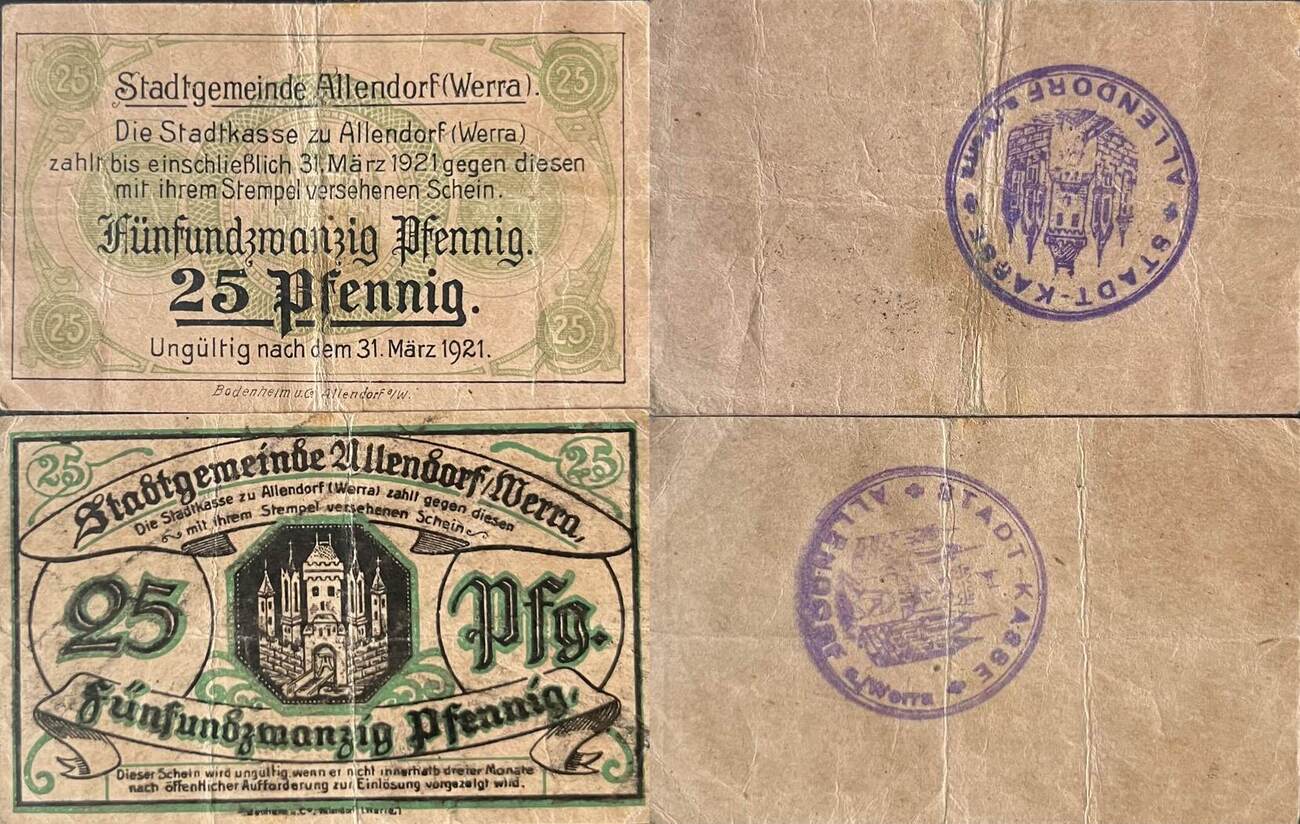 25
25
Stadtgemeinde Allendorf (Werra).
Die Stadtkasse zu Allendorf (Werra)
zahlt bis einschließlich 31. März 1921 gegen diesen
mit ihrem Stempel versehenen Schein.
Fünfundzwanzig Pfennig.
25 Pfennig.
Ungültig nach dem 31. März 1921.
25
25
Bodenheim u. Co Allendorf a/W.
STADT-KASSE
ALLENDORF a/Werra
25
25
Stadtgemeinde Allendorf/Werra,
Die Stadtkasse zu Allendorf (Werra) zahlt gegen diesen
mit ihrem Stempel versehenen Schein
25 Pfg.
Fünfundzwanzig Pfennig.
Dieser Schein wird ungültig, wenn er nicht innerhalb dreier Monate
nach öffentlicher Aufforderung zur Einlösung vorgezeigt wird.
u. Co., Allendorf (Werra)
STADT-KASSE
ALLENDORF a/Werra